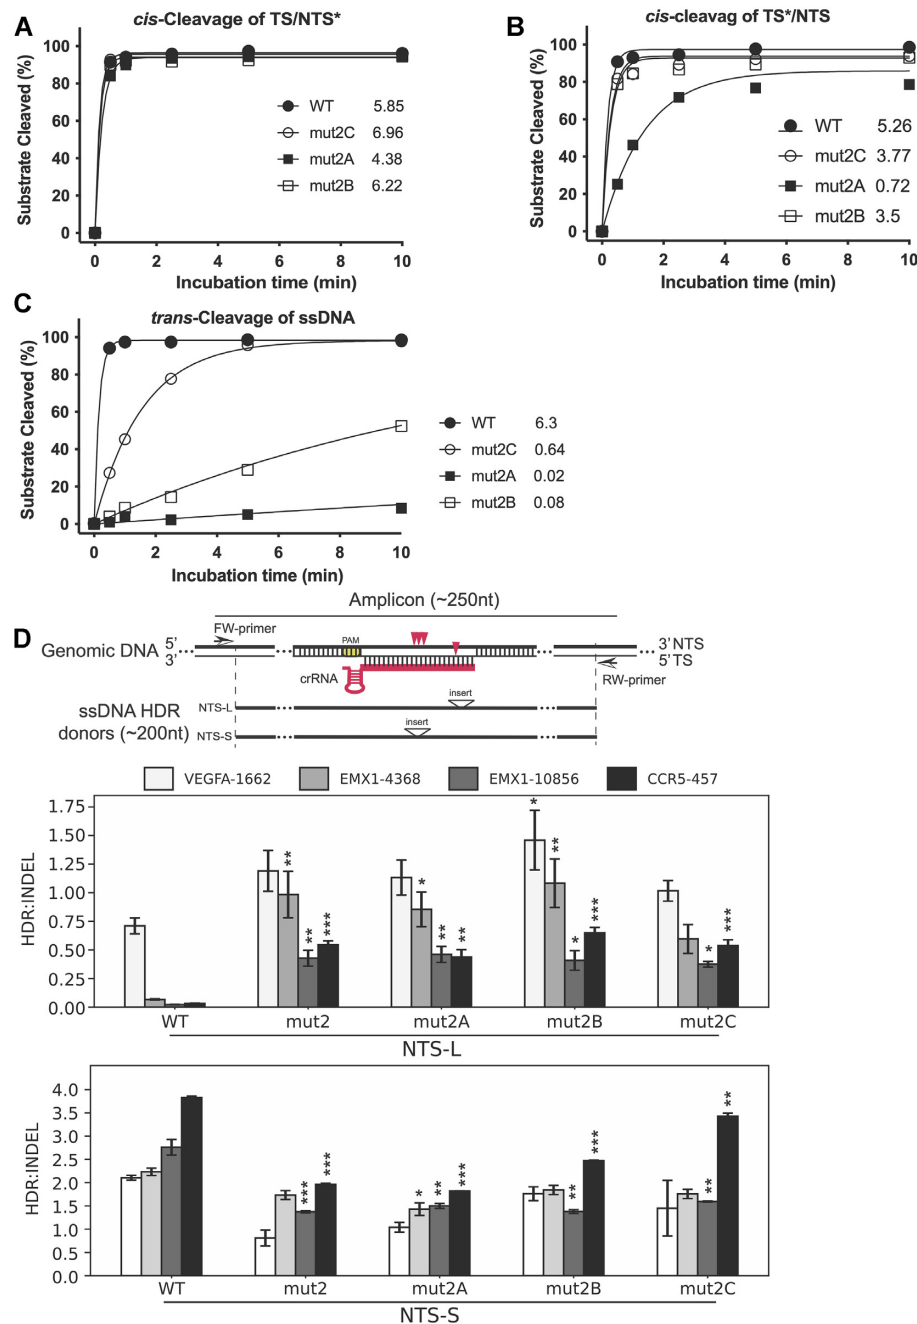 A
cis-Cleavage of TS/NTS*
Substrate Cleaved (%)
100
80
60
40
20
0
WT 5.85
mut2C 6.96
mut2A 4.38
mut2B 6.22
0 2 4 6 8 10
Incubation time (min)
B
cis-cleavag of TS*/NTS
Substrate Cleaved (%)
100
80
60
40
20
0
WT 5.26
mut2C 3.77
mut2A 0.72
mut2B 3.5
0 2 4 6 8 10
Incubation time (min)
C
trans-Cleavage of ssDNA
Substrate Cleaved (%)
100
80
60
40
20
0
WT 6.3
mut2C 0.64
mut2A 0.02
mut2B 0.08
0 2 4 6 8 10
Incubation time (min)
D
Amplicon (~250nt)
FW-primer
PAM
Genomic DNA 5’ 3’
3’ NTS
5’ TS
crRNA
RW-primer
ssDNA HDR
donors (~200nt)
NTS-L
insert
NTS-S
insert
VEGFA-1662 EMX1-4368 EMX1-10856 CCR5-457
HDR:INDEL
1.75
1.50
1.25
1.00
0.75
0.50
0.25
0.00
** ** ***
* ** **
* ** * ***
* ***
WT mut2 mut2A mut2B mut2C
NTS-L
HDR:INDEL
4.0
3.5
3.0
2.5
2.0
1.5
1.0
0.5
0.0
*** ***
* ** ***
** ***
** **
WT mut2 mut2A mut2B mut2C
NTS-S